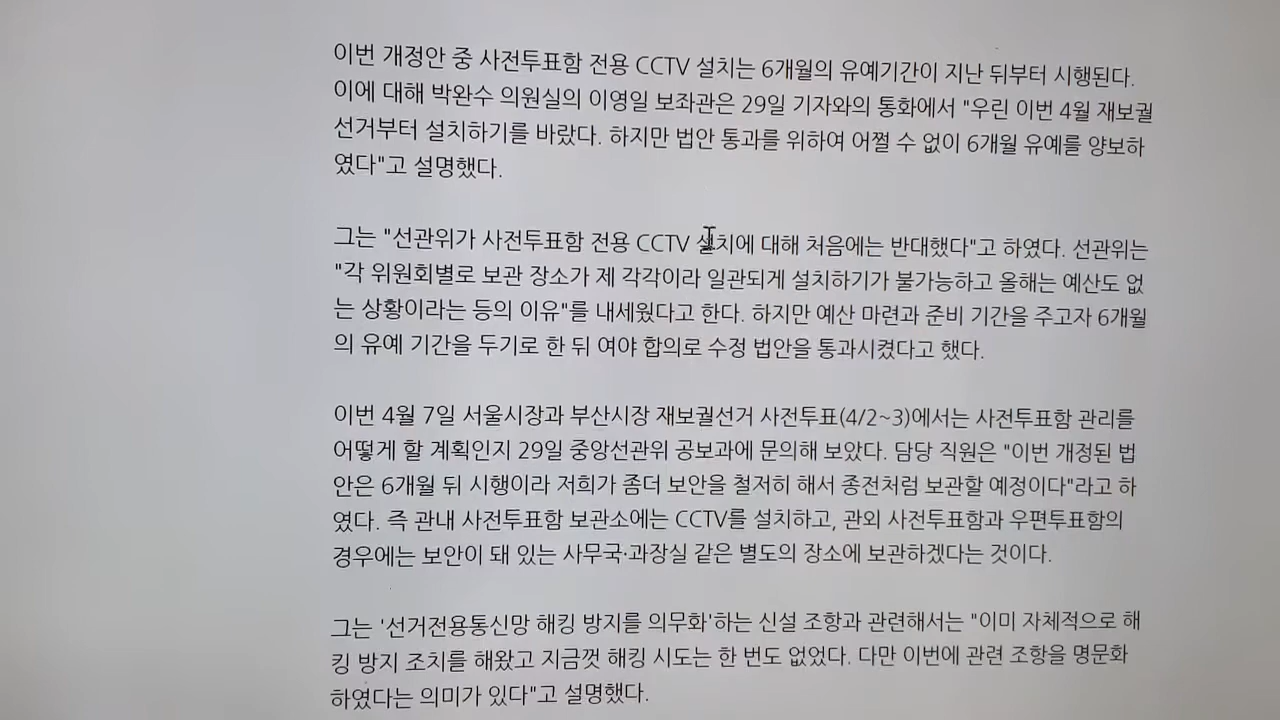 이번 개정안 중 사전투표함 전용 CCTV 설치는 6개월의 유예기간이 지난 뒤부터 시행된다.
이에 대해 박완수 의원실의 이영일 보좌관은 29일 기자와의 통화에서 "우린 이번 4월 재보궐
선거부터 설치하기를 바랐다. 하지만 법안 통과를 위하여 어쩔 수 없이 6개월 유예를 양보하
였다"고 설명했다.
그는 "선관위가 사전투표함 전용 CCTV 설치에 대해 처음에는 반대했다"고 하였다. 선관위는
"각 위원회별로 보관 장소가 제 각각이라 일관되게 설치하기가 불가능하고 올해는 예산도 없
는 상황이라는 등의 이유"를 내세웠다고 한다. 하지만 예산 마련과 준비 기간을 주고자 6개월
의 유예 기간을 두기로 한 뒤 여야 합의로 수정 법안을 통과시켰다고 했다.
이번 4월 7일 서울시장과 부산시장 재보궐선거 사전투표(4/2~3)에서는 사전투표함 관리를
어떻게 할 계획인지 29일 중앙선관위 공보과에 문의해 보았다. 담당 직원은 "이번 개정된 법
안은 6개월 뒤 시행이라 저희가 좀더 보안을 철저히 해서 종전처럼 보관할 예정이다"라고 하
였다. 즉 관내 사전투표함 보관소에는 CCTV를 설치하고, 관외 사전투표함과 우편투표함의
경우에는 보안이 돼 있는 사무국·과장실 같은 별도의 장소에 보관하겠다는 것이다.
그는 '선거전용통신망 해킹 방지를 의무화'하는 신설 조항과 관련해서는 "이미 자체적으로 해
킹 방지 조치를 해왔고 지금껏 해킹 시도는 한 번도 없었다. 다만 이번에 관련 조항을 명문화
하였다는 의미가 있다"고 설명했다.